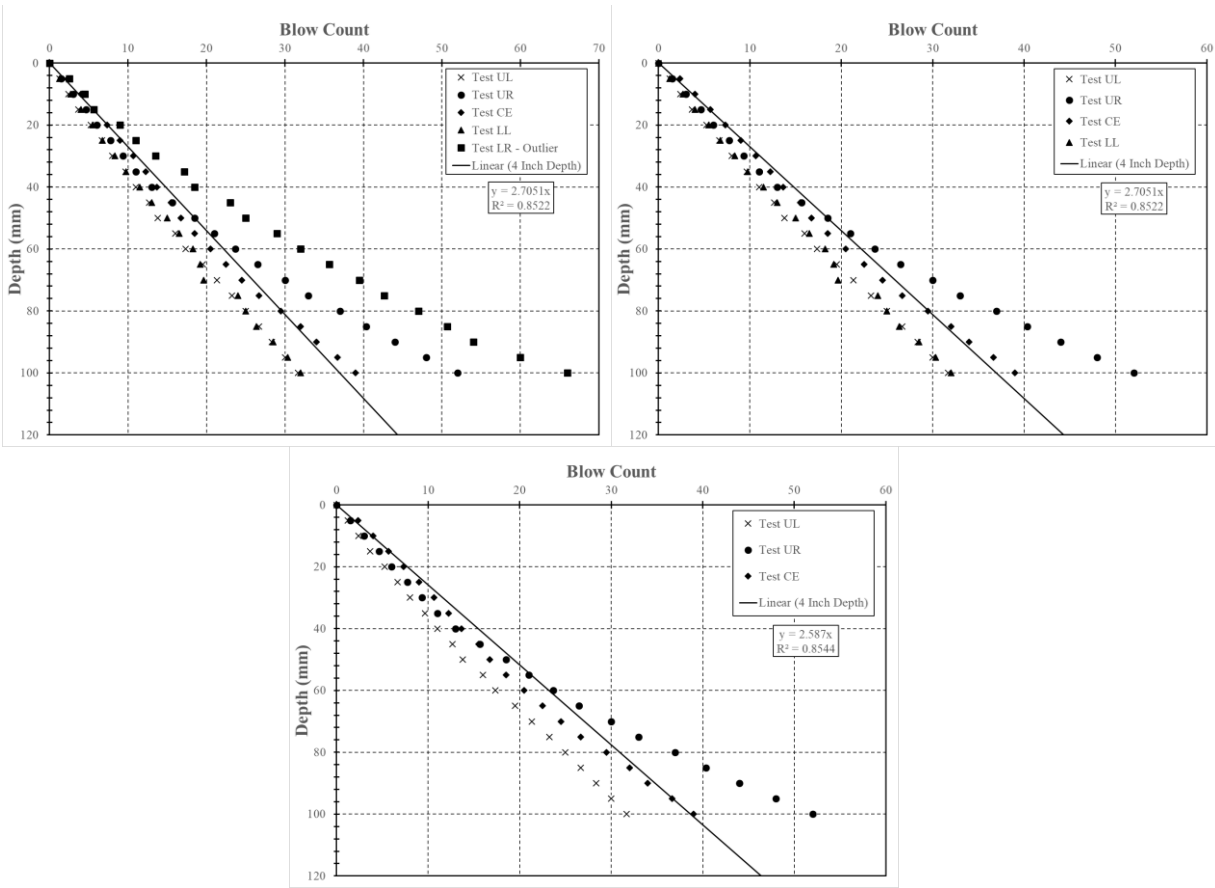 Blow Count
0 10 20 30 40 50 60 70
0
20
40
60
80
100
120
Depth (mm)
Test UL
Test UR
Test CE
Test LL
Test LR - Outlier
Linear (4 Inch Depth)
y = 2.7051x
R² = 0.8522
Blow Count
0 10 20 30 40 50 60
0
20
40
60
80
100
120
Depth (mm)
Test UL
Test UR
Test CE
Test LL
Linear (4 Inch Depth)
y = 2.7051x
R² = 0.8522
Blow Count
0 10 20 30 40 50 60
0
20
40
60
80
100
120
Depth (mm)
Test UL
Test UR
Test CE
Linear (4 Inch Depth)
y = 2.587x
R² = 0.8544